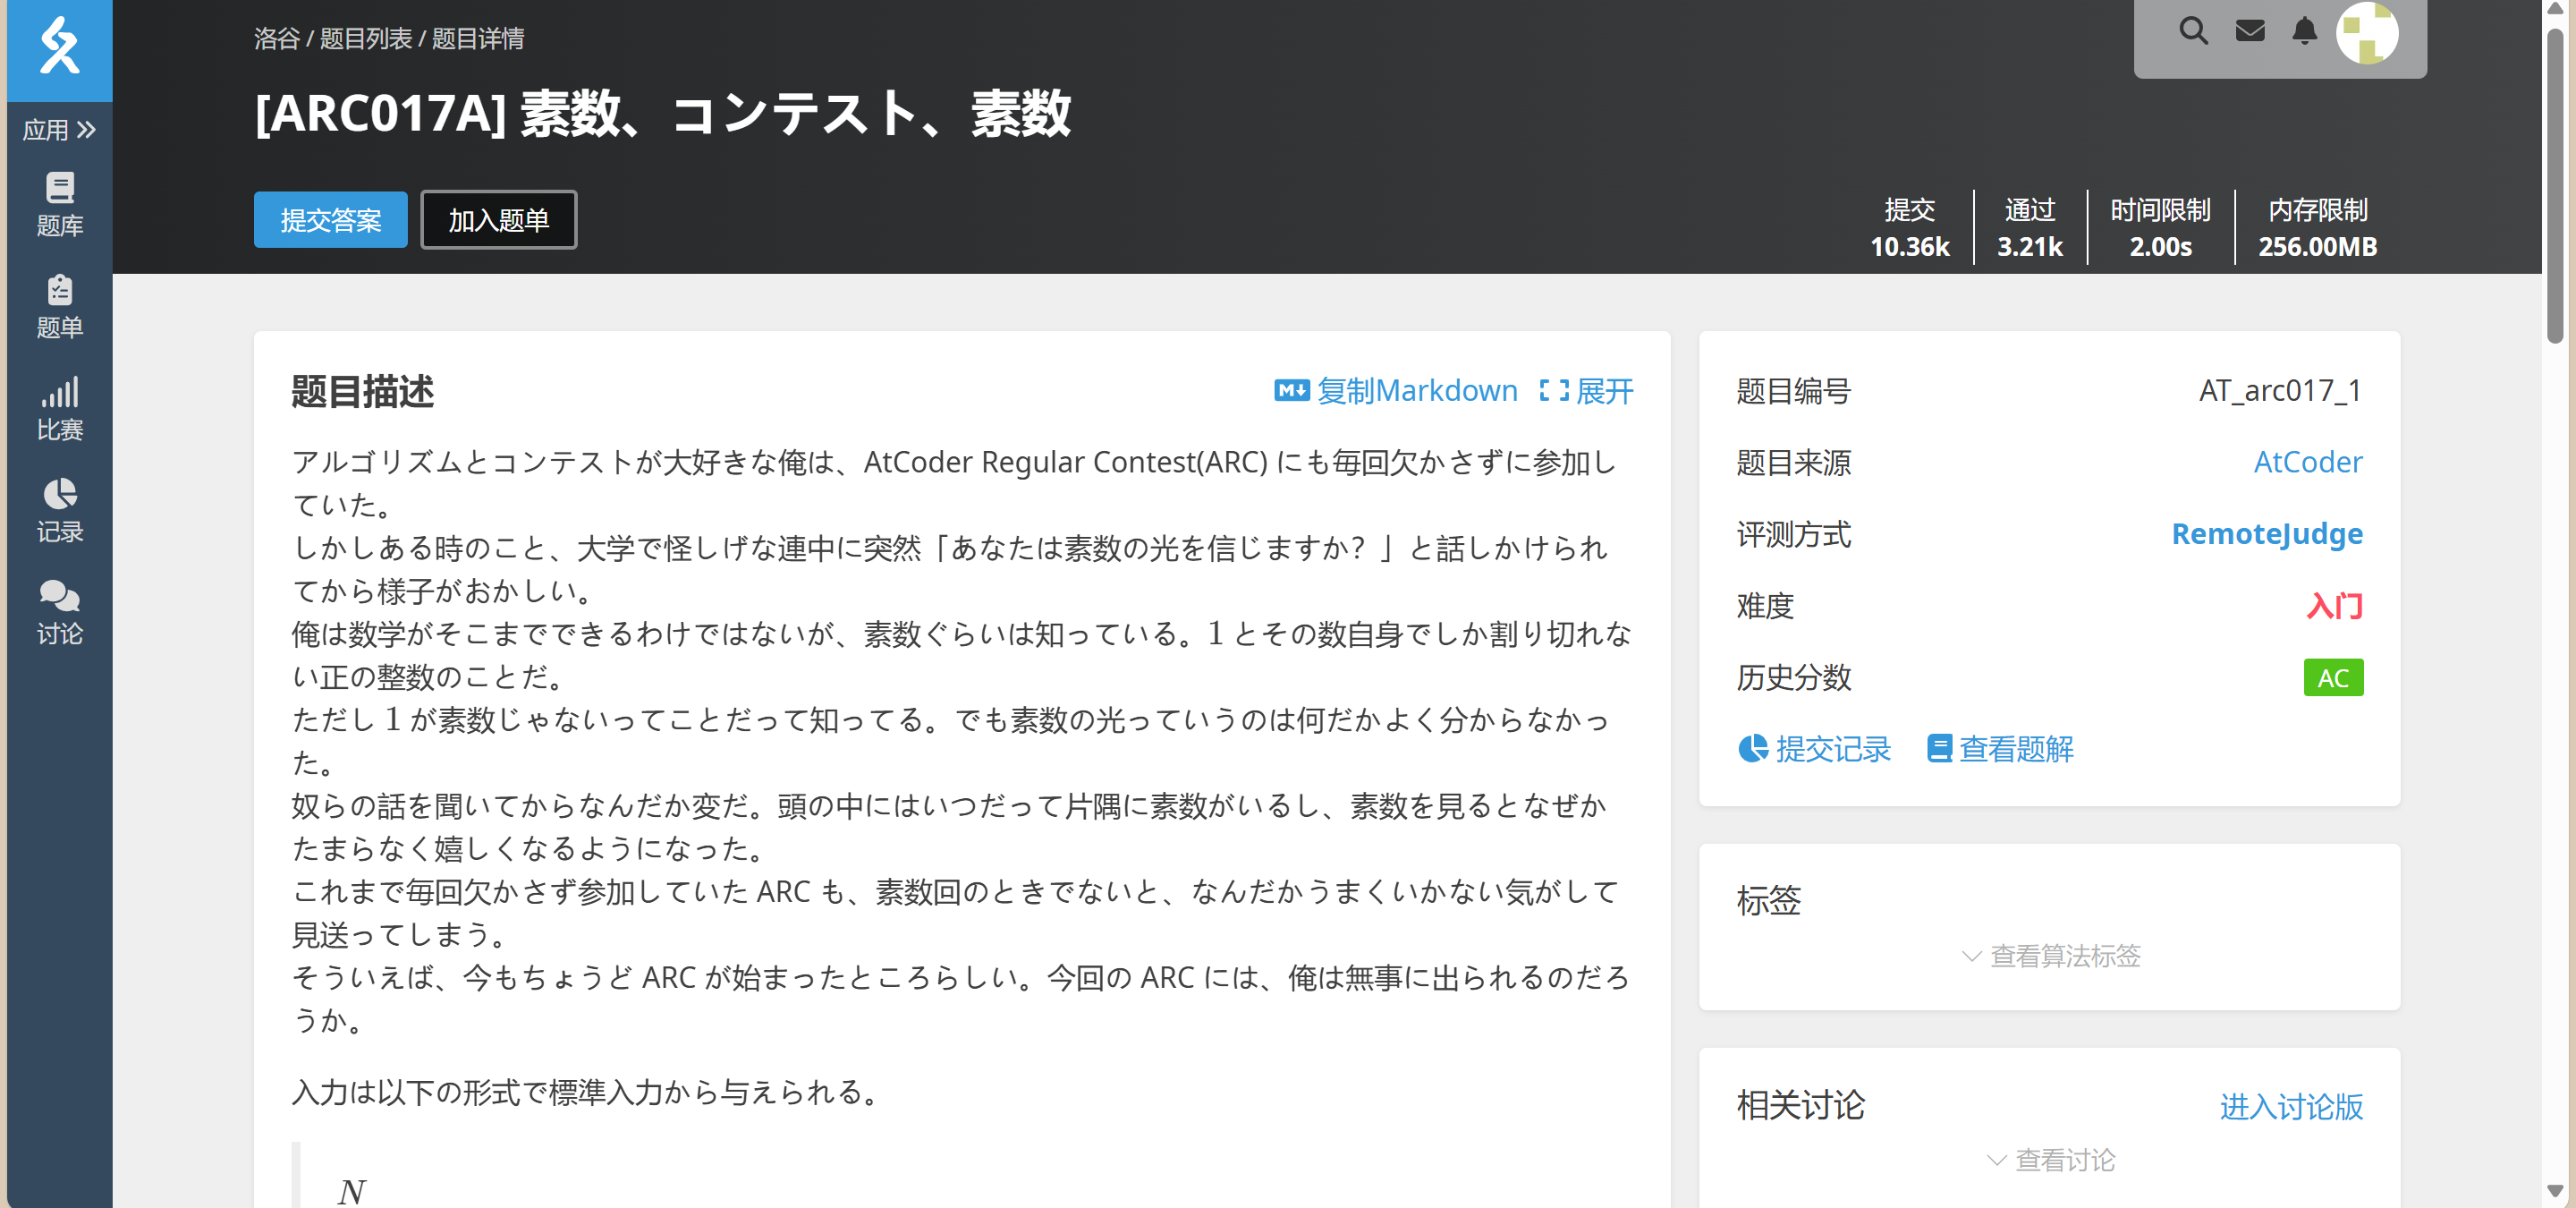 洛谷 / 题目列表 / 题目详情
[ARC017A] 素数、コンテスト、素数
应用
题库
题单
比赛
记录
讨论
提交答案
加入题单
提交
10.36k
通过
3.21k
时间限制
2.00s
内存限制
256.00MB
题目描述
复制Markdown
展开
アルゴリズムとコンテストが大好きな俺は、AtCoder Regular Contest(ARC) にも毎回欠かさずに参加し
ていた。
しかしある時のこと、大学で怪しげな連中に突然「あなたは素数の光を信じますか？」と話しかけられ
てから様子がおかしい。
俺は数学がそこまでできるわけではないが、素数ぐらいは知っている。1 とその数自身でしか割り切れな
い正の整数のことだ。
ただし 1 が素数じゃないってことだって知ってる。でも素数の光っていうのは何だかよく分からなかっ
た。
奴らの話を聞いてからなんだか変だ。頭の中にはいつだって片隅に素数がいるし、素数を見るとなぜか
たまらなく嬉しくなるようになった。
これまで毎回欠かさず参加していた ARC も、素数回のときでないと、なんだかうまくいかない気がして
見送ってしまう。
そういえば、今もちょうど ARC が始まったところらしい。今回の ARC には、俺は無事に出られるのだろ
うか。
入力は以下の形式で標準入力から与えられる。
N
题目编号
AT_arc017_1
题目来源
AtCoder
评测方式
RemoteJudge
难度
入门
历史分数
AC
提交记录
查看题解
标签
查看算法标签
相关讨论
进入讨论版
查看讨论